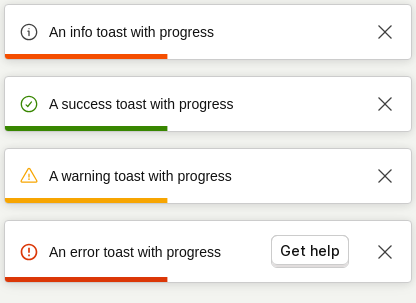 An info toast with progress
A success toast with progress
A warning toast with progress
An error toast with progress
Get help